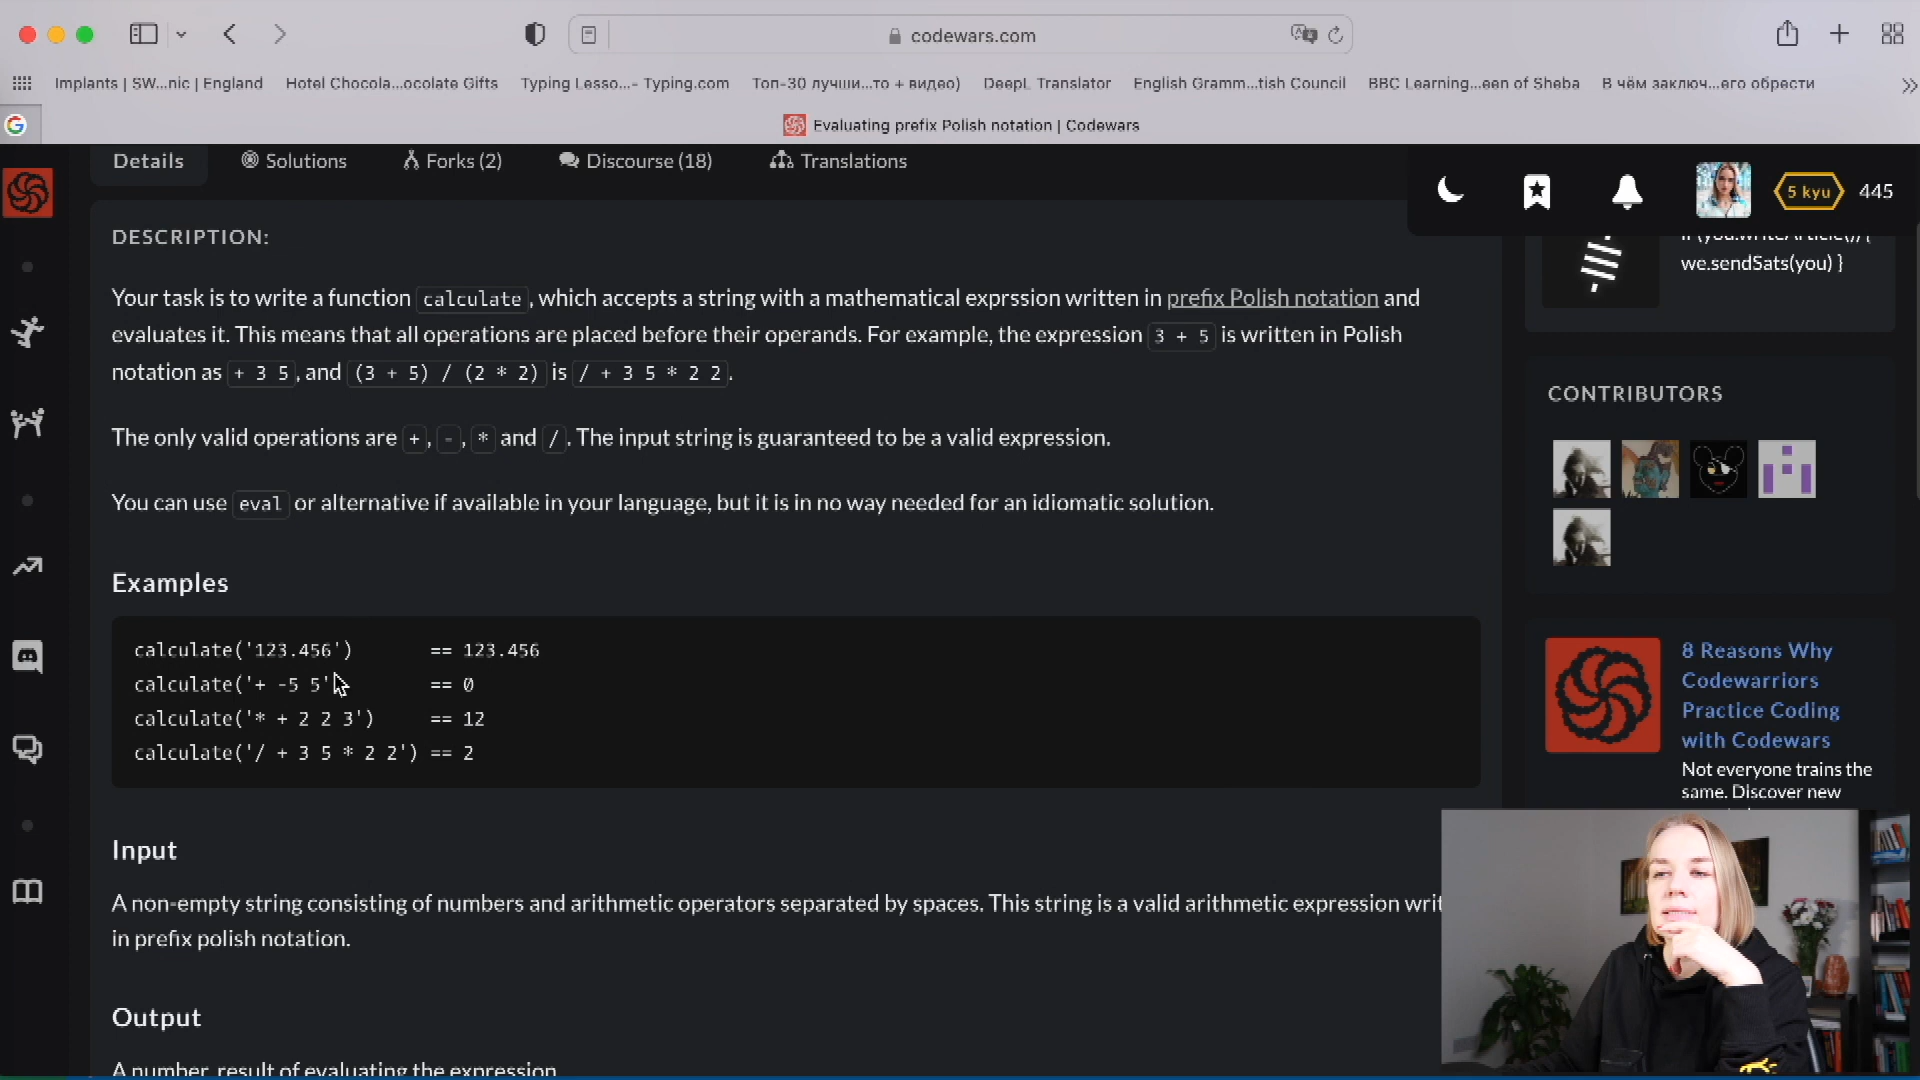 codewars.com
Implants | SW...nic | England
Hotel Chocola...ocolate Gifts
Typing Lesso...- Typing.com
Топ-30 лучши...то + видео)
DeepL Translator
English Gramm...tish Council
BBC Learning...een of Sheba
В чём заключ...его обрести
Evaluating prefix Polish notation | Codewars
Details
Solutions
Forks (2)
Discourse (18)
Translations
5 kyu
445
DESCRIPTION:
Your task is to write a function calculate, which accepts a string with a mathematical exprssion written in prefix Polish notation and
evaluates it. This means that all operations are placed before their operands. For example, the expression 3 + 5 is written in Polish
notation as + 3 5, and (3 + 5) / (2 * 2) is / + 3 5 * 2 2.
The only valid operations are +, -, * and /. The input string is guaranteed to be a valid expression.
You can use eval or alternative if available in your language, but it is in no way needed for an idiomatic solution.
Examples
calculate('123.456') == 123.456
calculate('+ -5 5' == 0
calculate('* + 2 2 3') == 12
calculate('/ + 3 5 * 2 2') == 2
Input
A non-empty string consisting of numbers and arithmetic operators separated by spaces. This string is a valid arithmetic expression writ
in prefix polish notation.
Output
A number, result of evaluating the expression
if (you.writeArticle()) {
we.sendSats(you) }
CONTRIBUTORS
8 Reasons Why
Codewarriors
Practice Coding
with Codewars
Not everyone trains the
same. Discover new